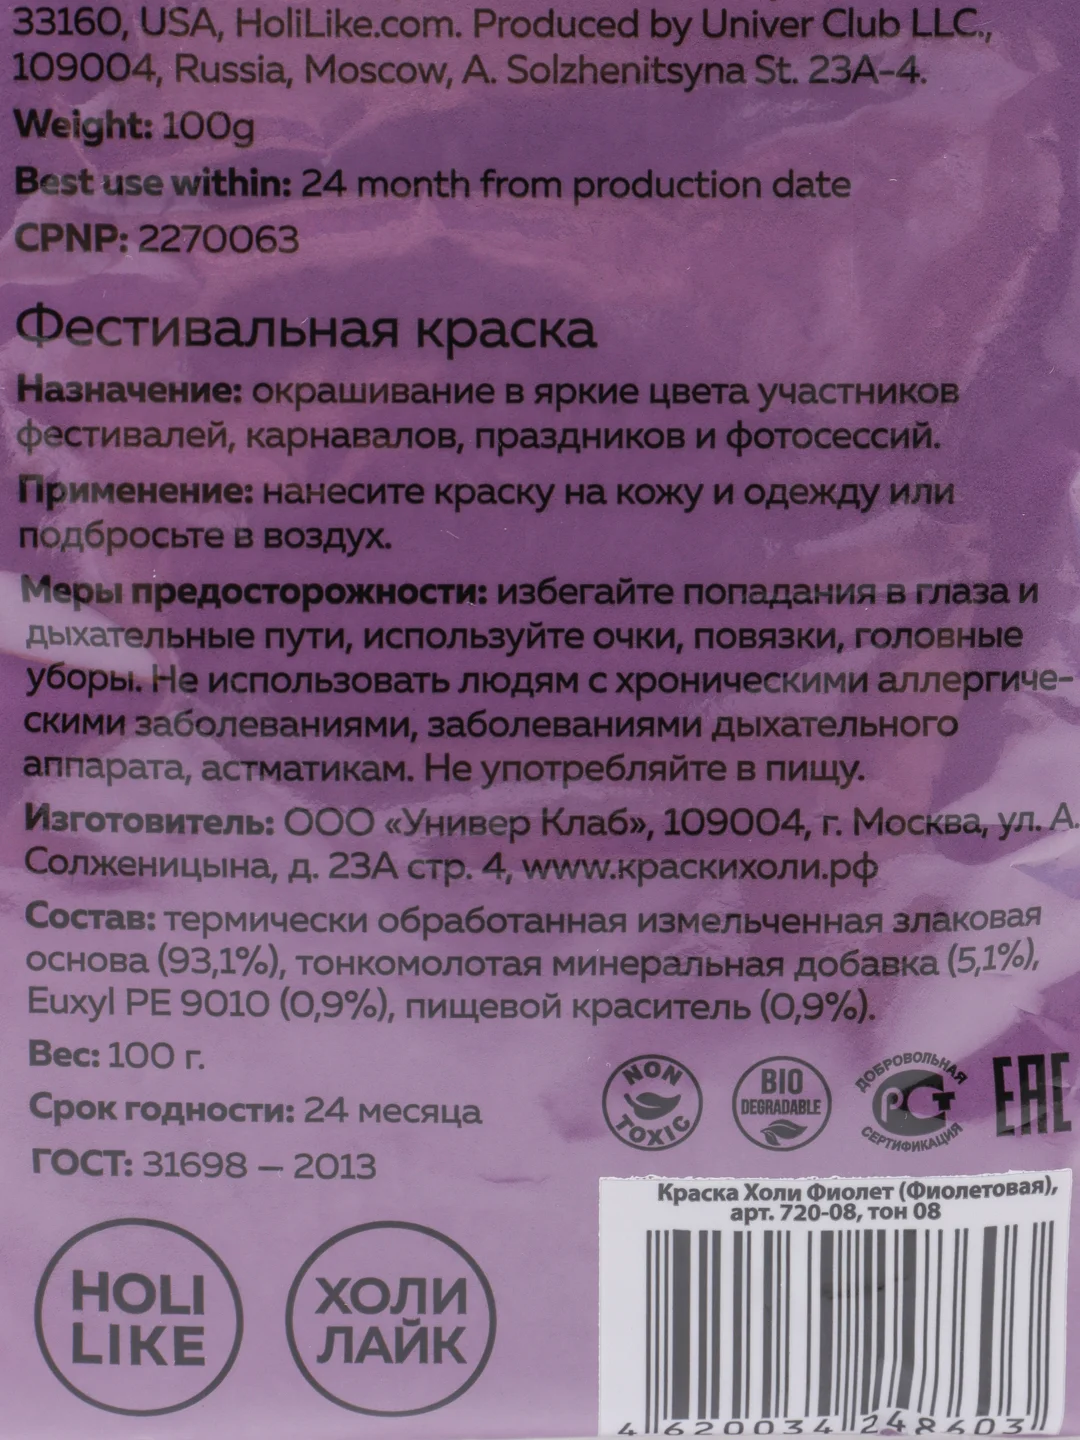 33160, USA, HoliLike.com. Produced by Univer Club LLC.,
109004, Russia, Moscow, A. Solzhenitsyna St. 23A-4.
Weight: 100g
Best use within: 24 month from production date
CPNP: 2270063
Фестивальная краска
Назначение: окрашивание в яркие цвета участников
фестивалей, карнавалов, праздников и фотосессий.
Применение: нанесите краску на кожу и одежду или
подбросьте в воздух.
Меры предосторожности: избегайте попадания в глаза и
дыхательные пути, используйте очки, повязки, головные
уборы. Не использовать людям с хроническими аллергиче-
скими заболеваниями, заболеваниями дыхательного
аппарата, астматикам. Не употребляйте в пищу.
Изготовитель: ООО «Универ Клаб», 109004, г. Москва, ул. А.
Солженицына, д. 23А стр. 4, www.краскихоли.рф
Состав: термически обработанная измельченная злаковая
основа (93,1%), тонкомолотая минеральная добавка (5,1%),
Euxyl PE 9010 (0,9%), пищевой краситель (0,9%).
Вес: 100 г.
Срок годности: 24 месяца
ГОСТ: 31698 – 2013
NON
TOXIC
BIO
DEGRADABLE
ДОБРОВОЛЬНАЯ
РСТ
СЕРТИФИКАЦИЯ
EAC
Краска Холи Фиолет (Фиолетовая),
арт. 720-08, тон 08
4 620034 248603
HOLI
LIKE
ХОЛИ
ЛАЙК